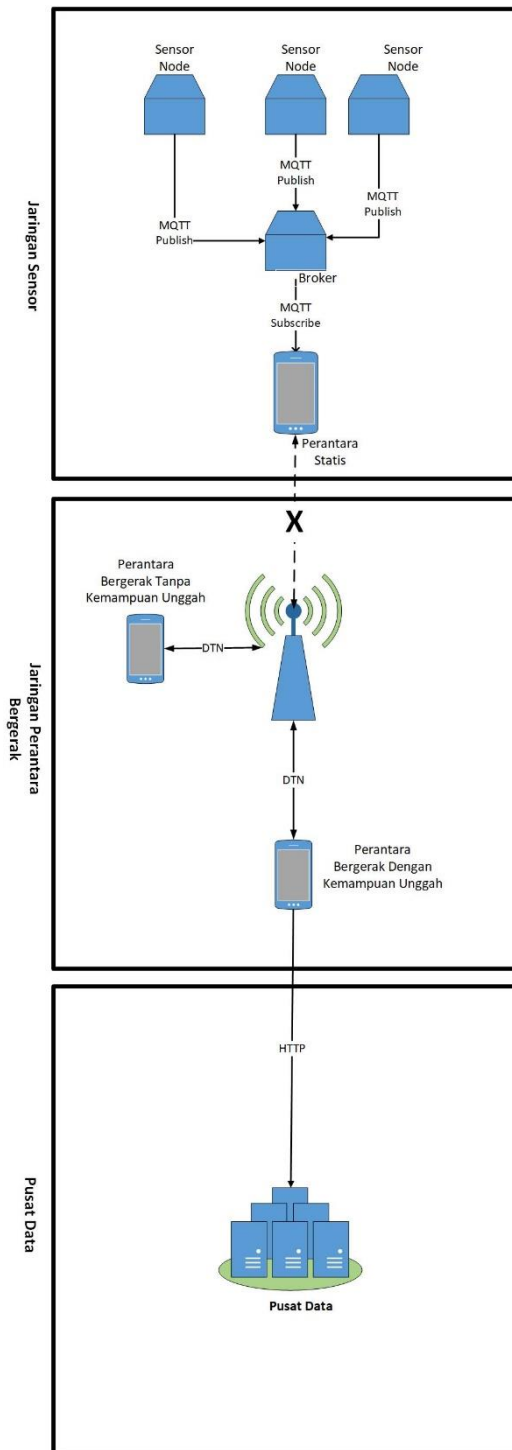 Jaringan Sensor
Sensor
Node
Sensor
Node
Sensor
Node
MQTT
Publish
MQTT
Publish
MQTT
Publish
Broker
MQTT
Subscribe
Perantara
Statis
Jaringan Perantara
Bergerak
X
Perantara
Bergerak Tanpa
Kemampuan Unggah
DTN
DTN
Perantara
Bergerak Dengan
Kemampuan Unggah
Pusat Data
HTTP
Pusat Data